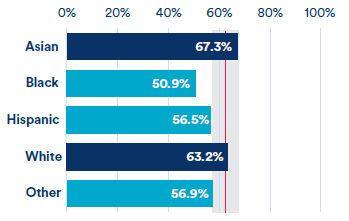 0% 20% 40% 60% 80% 100%
Asian 67.3%
Black 50.9%
Hispanic 56.5%
White 63.2%
Other 56.9%